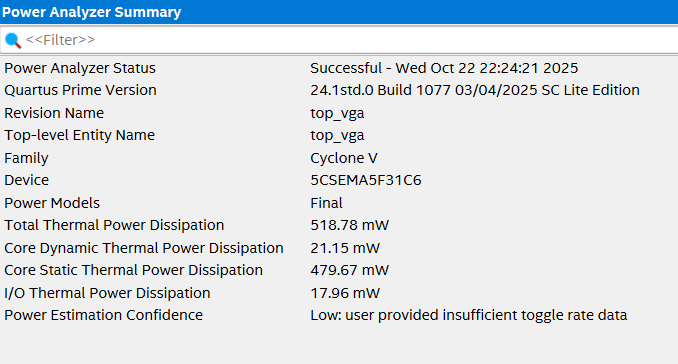 Power Analyzer Summary
<<Filter>>
Power Analyzer Status Successful - Wed Oct 22 22:24:21 2025
Quartus Prime Version 24.1std.0 Build 1077 03/04/2025 SC Lite Edition
Revision Name top_vga
Top-level Entity Name top_vga
Family Cyclone V
Device 5CSEMA5F31C6
Power Models Final
Total Thermal Power Dissipation 518.78 mW
Core Dynamic Thermal Power Dissipation 21.15 mW
Core Static Thermal Power Dissipation 479.67 mW
I/O Thermal Power Dissipation 17.96 mW
Power Estimation Confidence Low: user provided insufficient toggle rate data